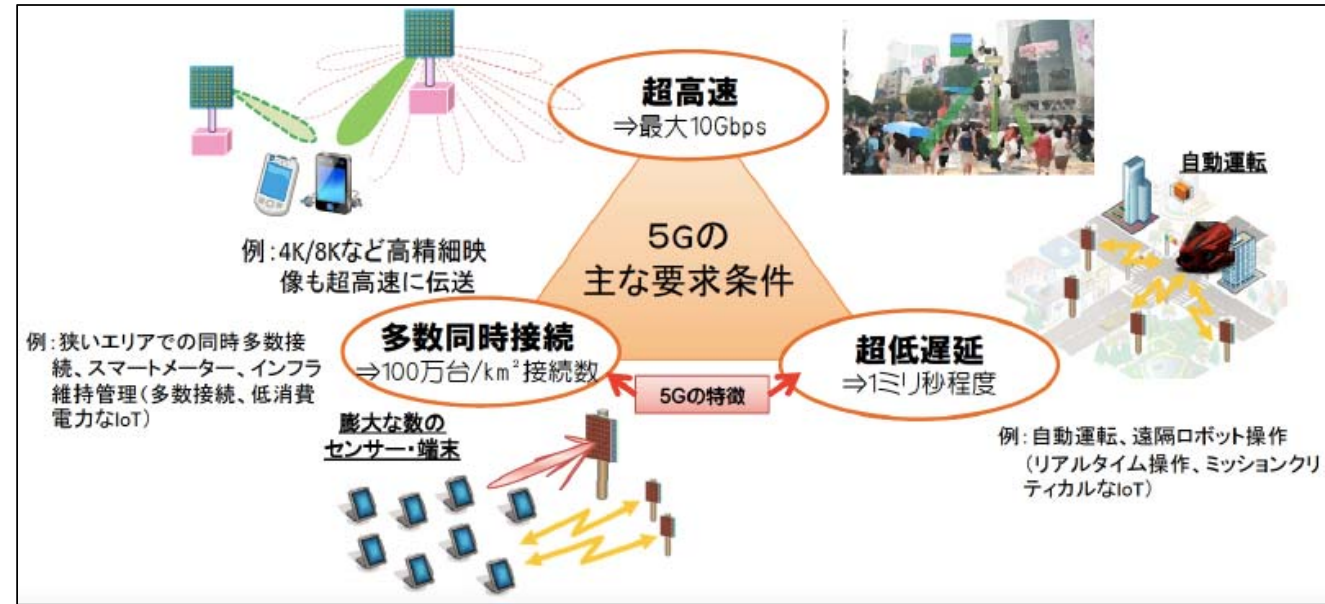 超高速
⇒最大10Gbps
自動運転
5Gの
主な要求条件
例：4K/8Kなど高精細映
像も超高速に伝送
例：狭いエリアでの同時多数接
続、スマートメーター、インフラ
維持管理（多数接続、低消費
電力なIoT）
多数同時接続
⇒100万台/km²接続数
超低遅延
⇒1ミリ秒程度
5Gの特徴
膨大な数の
センサー・端末
例：自動運転、遠隔ロボット操作
（リアルタイム操作、ミッションクリ
ティカルなIoT）